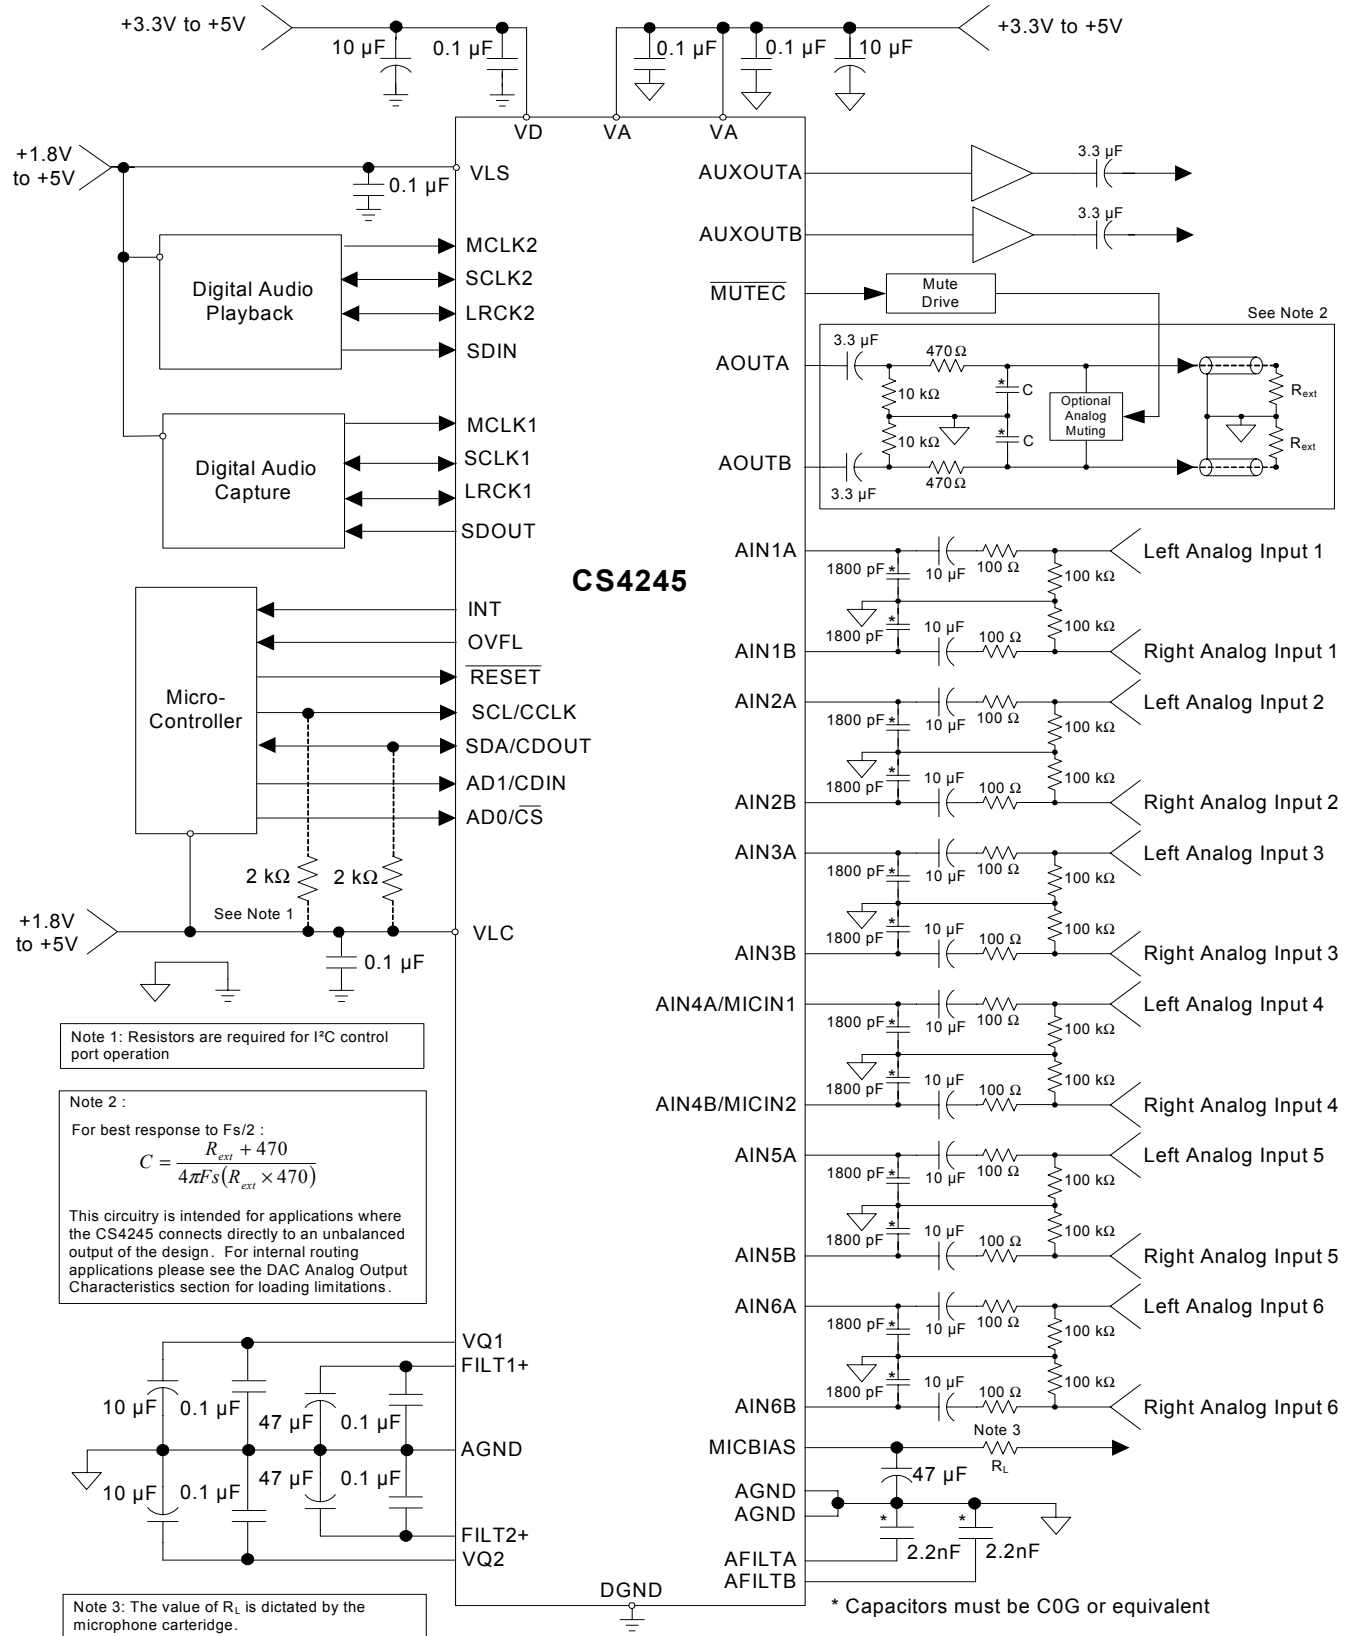 +3.3V to +5V
10 µF
0.1 µF
0.1 µF
0.1 µF
10 µF
+3.3V to +5V
VD
VA
VA
+1.8V
to +5V
0.1 µF
VLS
AUXOUTA
3.3 µF
AUXOUTB
3.3 µF
Digital Audio
Playback
MCLK2
SCLK2
LRCK2
SDIN
MUTEC
Mute
Drive
See Note 2
AOUTA
3.3 µF
470 Ω
10 kΩ
* C
Optional
Analog
Muting
Rext
10 kΩ
* C
Rext
AOUTB
3.3 µF
470 Ω
Digital Audio
Capture
MCLK1
SCLK1
LRCK1
SDOUT
CS4245
Micro-
Controller
INT
OVFL
RESET
SCL/CCLK
SDA/CDOUT
AD1/CDIN
AD0/CS
2 kΩ
2 kΩ
See Note 1
+1.8V
to +5V
VLC
0.1 µF
AIN1A
1800 pF *
10 µF
100 Ω
100 kΩ
Left Analog Input 1
AIN1B
1800 pF *
10 µF
100 Ω
100 kΩ
Right Analog Input 1
AIN2A
1800 pF *
10 µF
100 Ω
100 kΩ
Left Analog Input 2
AIN2B
1800 pF *
10 µF
100 Ω
100 kΩ
Right Analog Input 2
AIN3A
1800 pF *
10 µF
100 Ω
100 kΩ
Left Analog Input 3
AIN3B
1800 pF *
10 µF
100 Ω
100 kΩ
Right Analog Input 3
AIN4A/MICIN1
1800 pF *
10 µF
100 Ω
100 kΩ
Left Analog Input 4
AIN4B/MICIN2
1800 pF *
10 µF
100 Ω
100 kΩ
Right Analog Input 4
AIN5A
1800 pF *
10 µF
100 Ω
100 kΩ
Left Analog Input 5
AIN5B
1800 pF *
10 µF
100 Ω
100 kΩ
Right Analog Input 5
AIN6A
1800 pF *
10 µF
100 Ω
100 kΩ
Left Analog Input 6
AIN6B
1800 pF *
10 µF
100 Ω
100 kΩ
Right Analog Input 6
MICBIAS
Note 3
RL
47 µF
AGND
AGND
*
*
2.2nF
2.2nF
AFILTA
AFILTB
* Capacitors must be C0G or equivalent
Note 1: Resistors are required for I²C control
port operation
Note 2 :
For best response to Fs/2 :
C = (Rext + 470) / (4πFs(Rext × 470))
This circuitry is intended for applications where
the CS4245 connects directly to an unbalanced
output of the design. For internal routing
applications please see the DAC Analog Output
Characteristics section for loading limitations.
VQ1
FILT1+
10 µF
0.1 µF
47 µF
0.1 µF
AGND
10 µF
0.1 µF
47 µF
0.1 µF
FILT2+
VQ2
DGND
Note 3: The value of RL is dictated by the
microphone carteridge.